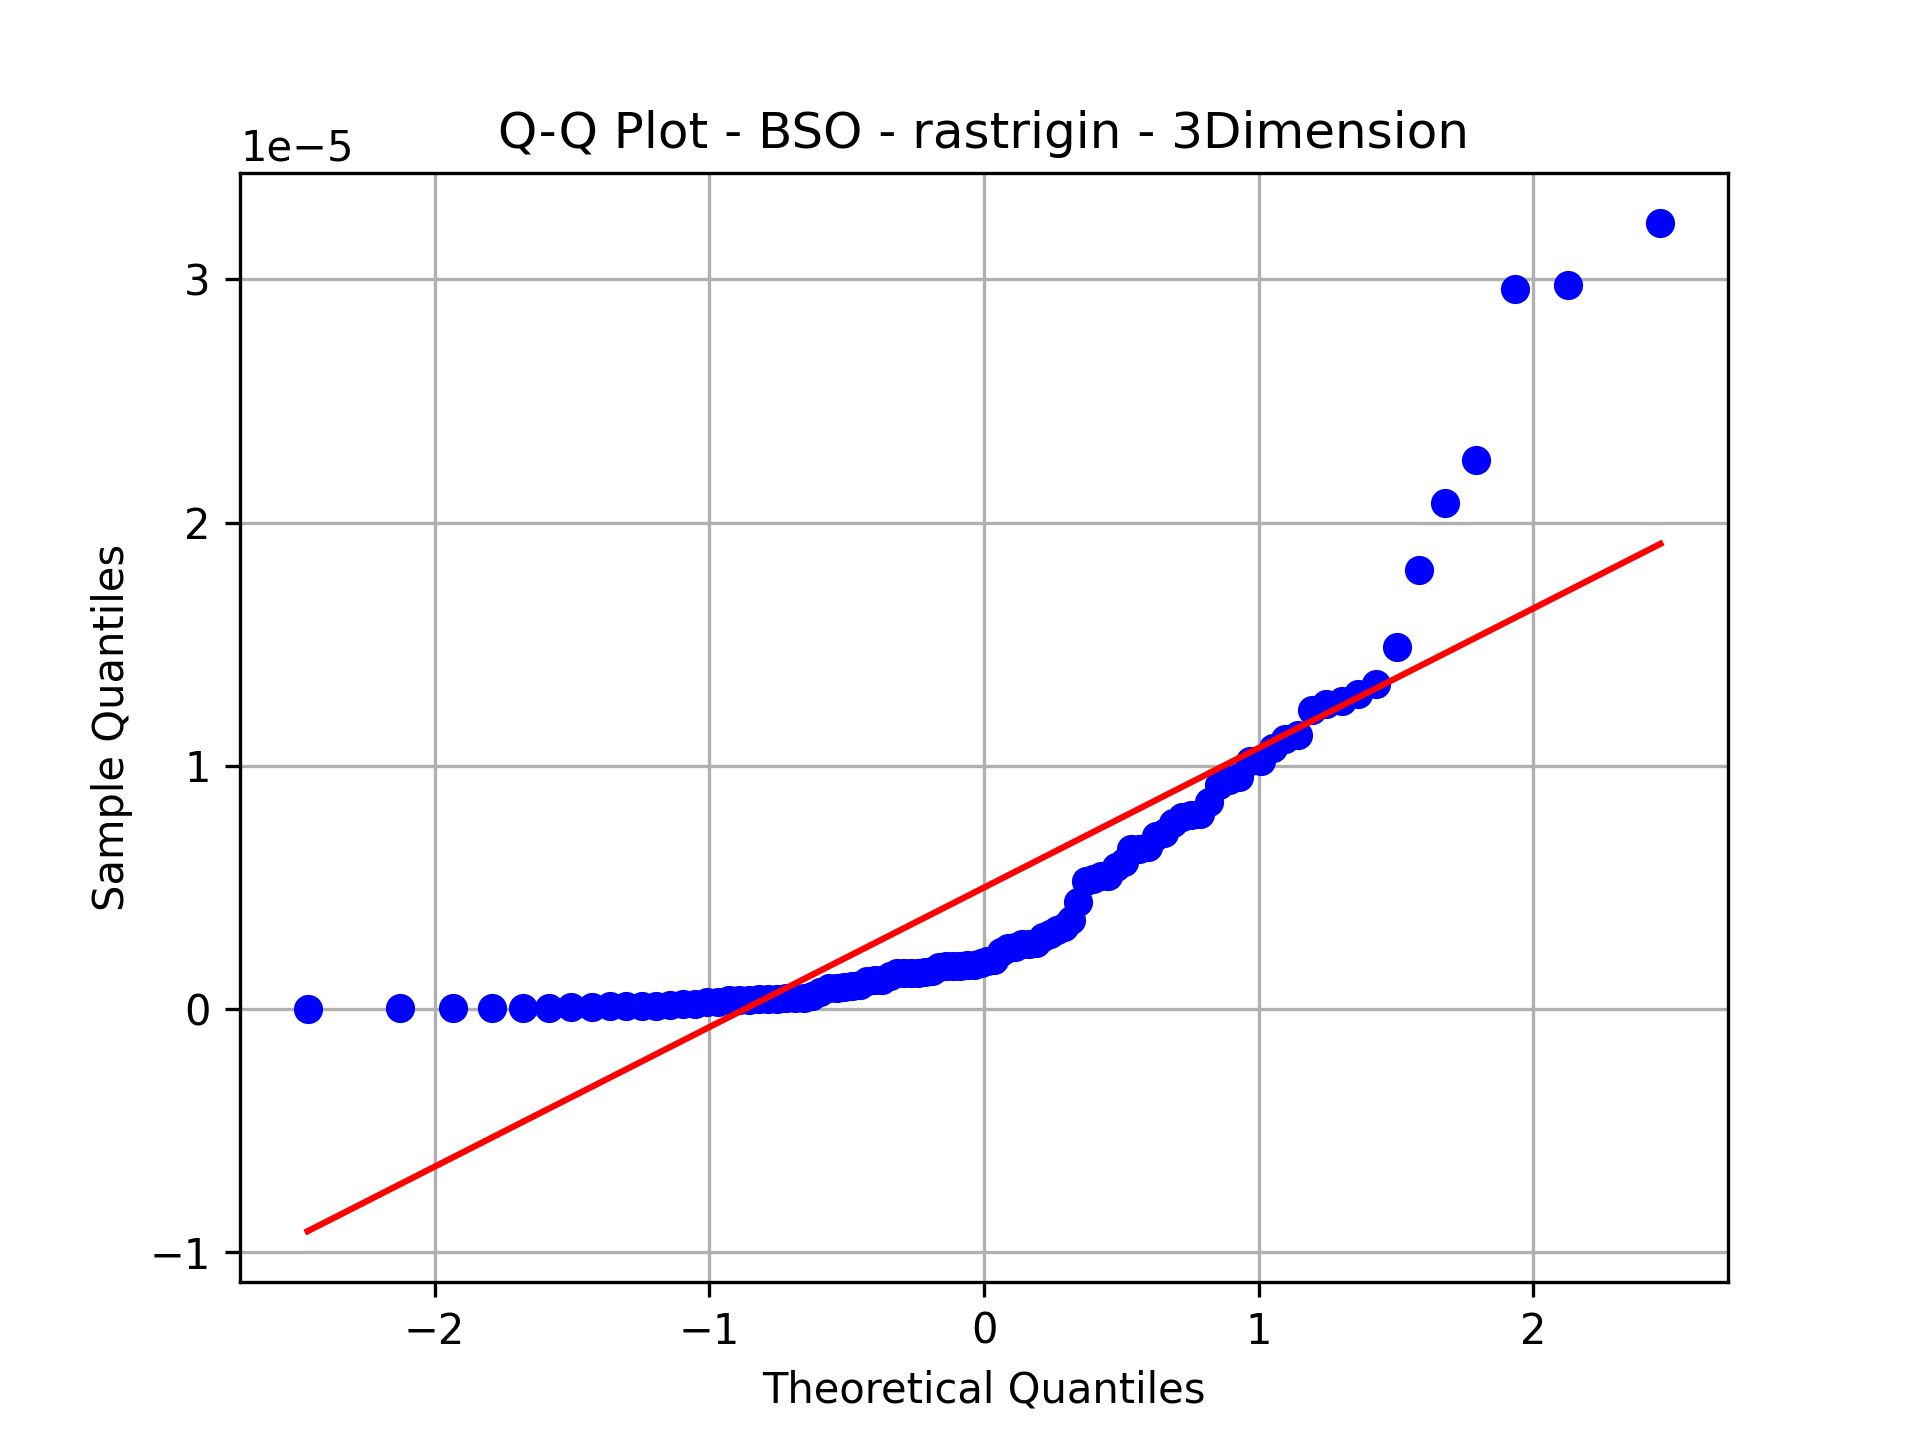 Q-Q Plot - BSO - rastrigin - 3Dimension
1e−5
3
2
1
0
−1
Sample Quantiles
−2 −1 0 1 2
Theoretical Quantiles